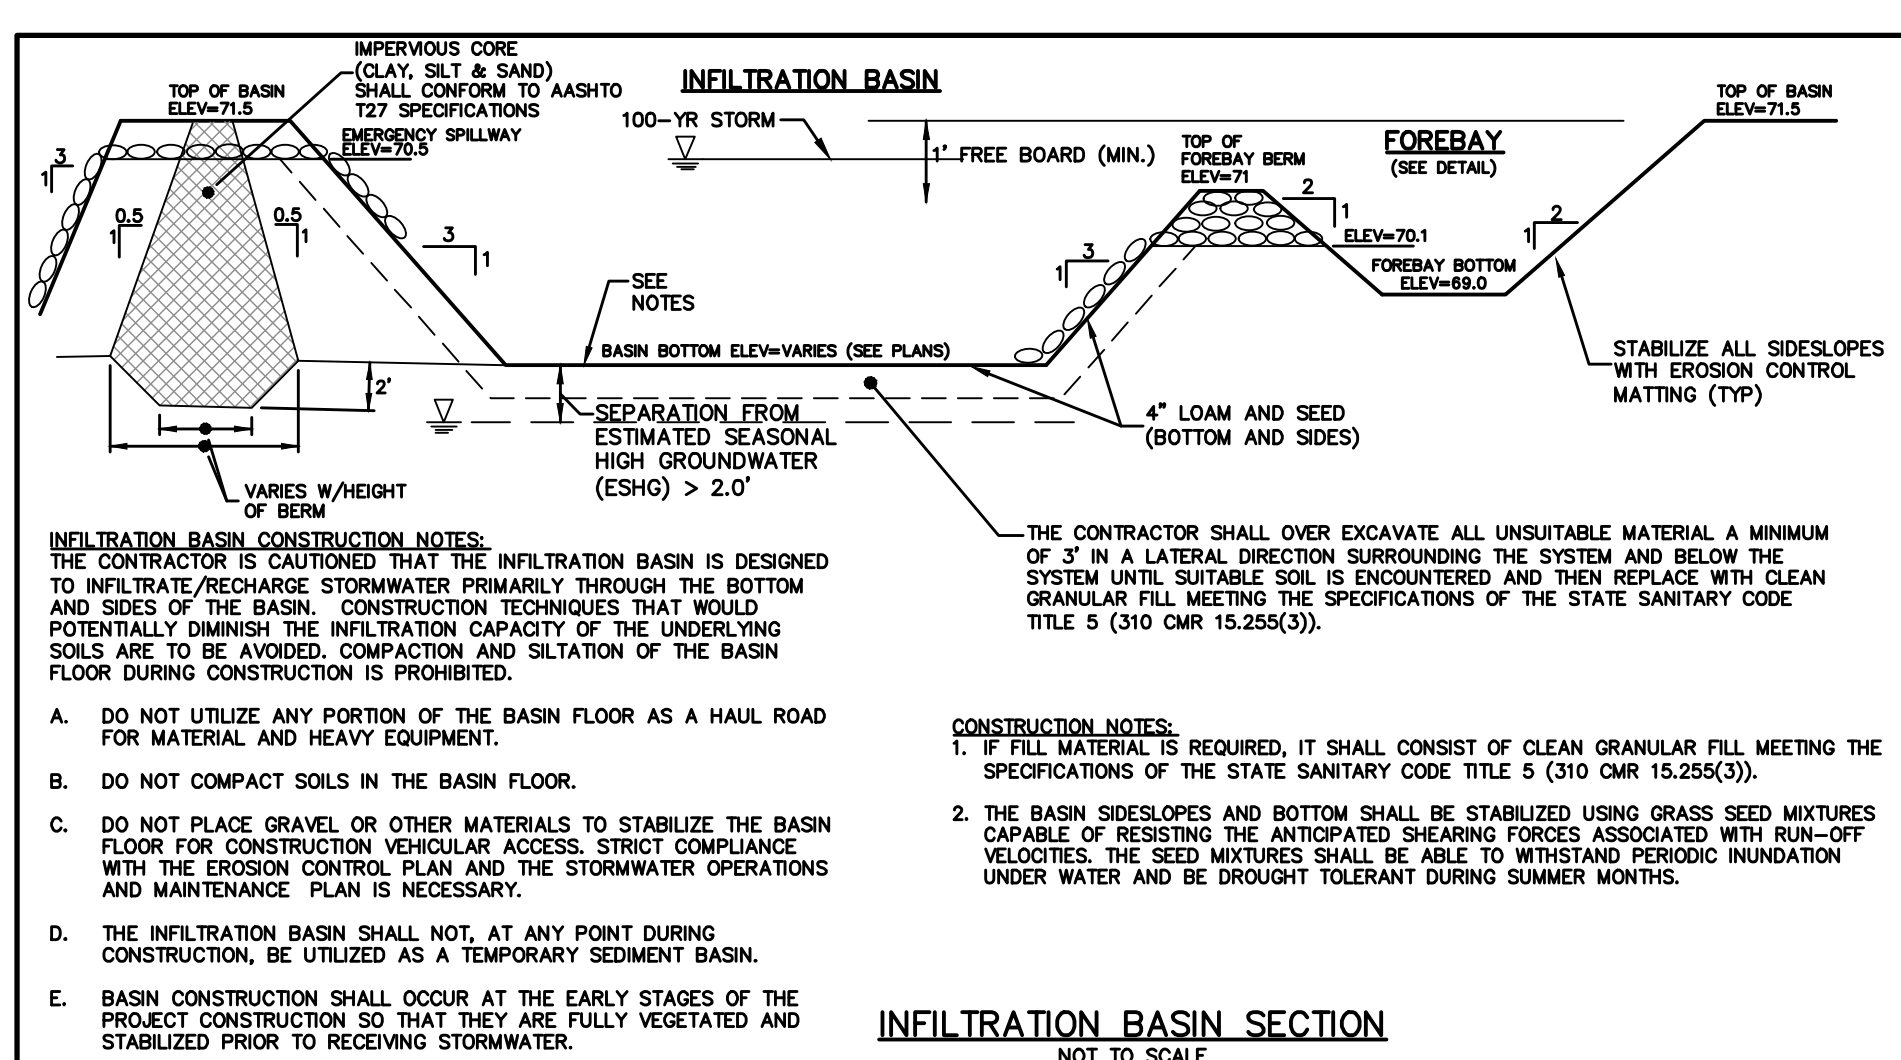 IMPERVIOUS CORE
(CLAY, SILT & SAND)
SHALL CONFORM TO AASHTO
T27 SPECIFICATIONS
TOP OF BASIN
ELEV=71.5
EMERGENCY SPILLWAY
ELEV=70.5
INFILTRATION BASIN
100-YR STORM
1' FREE BOARD (MIN.)
TOP OF
FOREBAY BERM
ELEV=71
FOREBAY
(SEE DETAIL)
TOP OF BASIN
ELEV=71.5
3
1
0.5
1
0.5
1
3
1
3
1
2
1
2
1
ELEV=70.1
FOREBAY BOTTOM
ELEV=69.0
SEE
NOTES
BASIN BOTTOM ELEV=VARIES (SEE PLANS)
STABILIZE ALL SIDESLOPES
WITH EROSION CONTROL
MATTING (TYP)
2'
SEPARATION FROM
ESTIMATED SEASONAL
HIGH GROUNDWATER
(ESHG) > 2.0'
4" LOAM AND SEED
(BOTTOM AND SIDES)
VARIES W/HEIGHT
OF BERM
INFILTRATION BASIN CONSTRUCTION NOTES:
THE CONTRACTOR IS CAUTIONED THAT THE INFILTRATION BASIN IS DESIGNED
TO INFILTRATE/RECHARGE STORMWATER PRIMARILY THROUGH THE BOTTOM
AND SIDES OF THE BASIN. CONSTRUCTION TECHNIQUES THAT WOULD
POTENTIALLY DIMINISH THE INFILTRATION CAPACITY OF THE UNDERLYING
SOILS ARE TO BE AVOIDED. COMPACTION AND SILTATION OF THE BASIN
FLOOR DURING CONSTRUCTION IS PROHIBITED.
A. DO NOT UTILIZE ANY PORTION OF THE BASIN FLOOR AS A HAUL ROAD
FOR MATERIAL AND HEAVY EQUIPMENT.
B. DO NOT COMPACT SOILS IN THE BASIN FLOOR.
C. DO NOT PLACE GRAVEL OR OTHER MATERIALS TO STABILIZE THE BASIN
FLOOR FOR CONSTRUCTION VEHICULAR ACCESS. STRICT COMPLIANCE
WITH THE EROSION CONTROL PLAN AND THE STORMWATER OPERATIONS
AND MAINTENANCE PLAN IS NECESSARY.
D. THE INFILTRATION BASIN SHALL NOT, AT ANY POINT DURING
CONSTRUCTION, BE UTILIZED AS A TEMPORARY SEDIMENT BASIN.
E. BASIN CONSTRUCTION SHALL OCCUR AT THE EARLY STAGES OF THE
PROJECT CONSTRUCTION SO THAT THEY ARE FULLY VEGETATED AND
STABILIZED PRIOR TO RECEIVING STORMWATER.
THE CONTRACTOR SHALL OVER EXCAVATE ALL UNSUITABLE MATERIAL A MINIMUM
OF 3' IN A LATERAL DIRECTION SURROUNDING THE SYSTEM AND BELOW THE
SYSTEM UNTIL SUITABLE SOIL IS ENCOUNTERED AND THEN REPLACE WITH CLEAN
GRANULAR FILL MEETING THE SPECIFICATIONS OF THE STATE SANITARY CODE
TITLE 5 (310 CMR 15.255(3)).
CONSTRUCTION NOTES:
1. IF FILL MATERIAL IS REQUIRED, IT SHALL CONSIST OF CLEAN GRANULAR FILL MEETING THE
SPECIFICATIONS OF THE STATE SANITARY CODE TITLE 5 (310 CMR 15.255(3)).
2. THE BASIN SIDESLOPES AND BOTTOM SHALL BE STABILIZED USING GRASS SEED MIXTURES
CAPABLE OF RESISTING THE ANTICIPATED SHEARING FORCES ASSOCIATED WITH RUN-OFF
VELOCITIES. THE SEED MIXTURES SHALL BE ABLE TO WITHSTAND PERIODIC INUNDATION
UNDER WATER AND BE DROUGHT TOLERANT DURING SUMMER MONTHS.
INFILTRATION BASIN SECTION
NOT TO SCALE